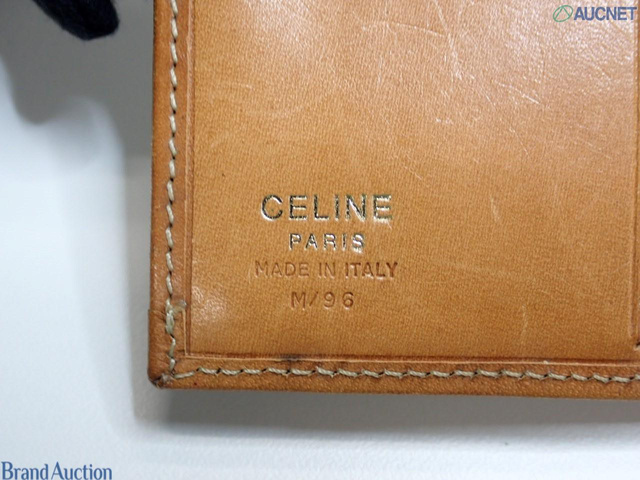 AUCNET
CELINE
PARIS
MADE IN ITALY
M/96
Brand Auction